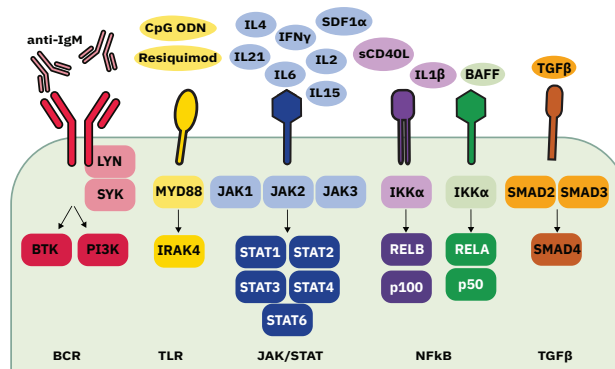 anti-IgM
CpG ODN
Resiquimod
IL4
IFNγ
SDF1α
IL21
IL2
IL6
IL15
sCD40L
IL1β
BAFF
TGFβ
LYN
SYK
BTK
PI3K
MYD88
IRAK4
JAK1
JAK2
JAK3
STAT1
STAT2
STAT3
STAT4
STAT6
IKKα
RELB
p100
IKKα
RELA
p50
SMAD2
SMAD3
SMAD4
BCR
TLR
JAK/STAT
NFkB
TGFβ